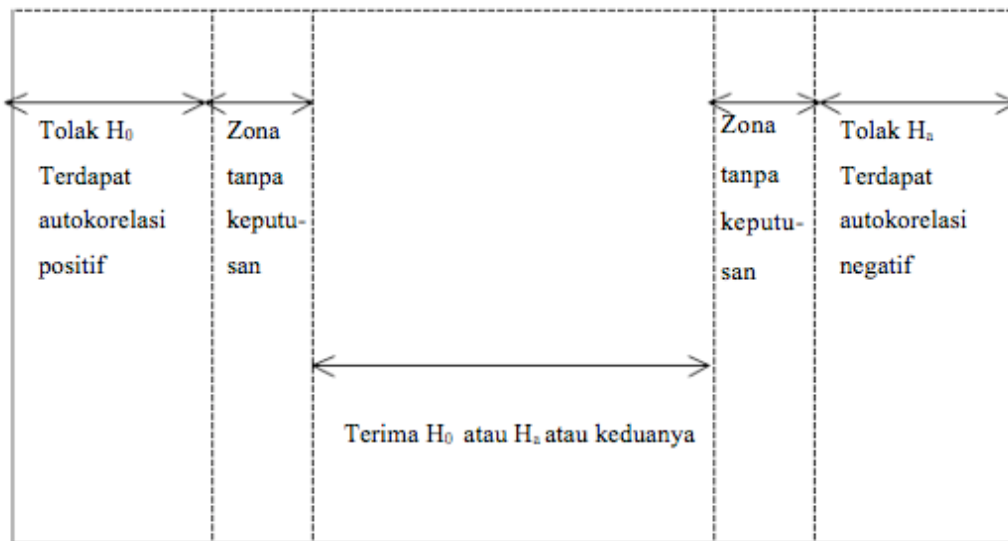 Tolak H₀
Terdapat
autokorelasi
positif
Zona
tanpa
keputu-
san
Zona
tanpa
keputu-
san
Tolak Hₐ
Terdapat
autokorelasi
negatif
Terima H₀ atau Hₐ atau keduanya